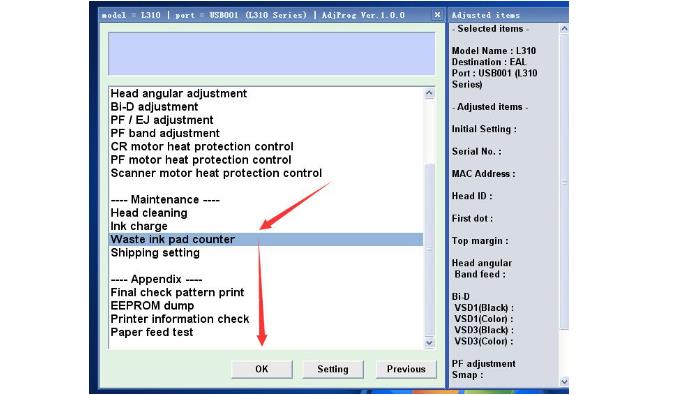 model = L310 | port = USB001 (L310 Series) | AdjProg Ver.1.0.0
Head angular adjustment
Bi-D adjustment
PF / EJ adjustment
PF band adjustment
CR motor heat protection control
PF motor heat protection control
Scanner motor heat protection control
---- Maintenance ----
Head cleaning
Ink charge
Waste ink pad counter
Shipping setting
---- Appendix ----
Final check pattern print
EEPROM dump
Printer information check
Paper feed test
OK
Setting
Previous
Adjusted items
- Selected items -
Model Name : L310
Destination : EAL
Port : USB001 (L310
Series)
- Adjusted items -
Initial Setting :
Serial No. :
MAC Address :
Head ID :
First dot :
Top margin :
Head angular
Band feed :
Bi-D
VSD1(Black) :
VSD1(Color) :
VSD3(Black) :
VSD3(Color) :
PF adjustment
Smap :